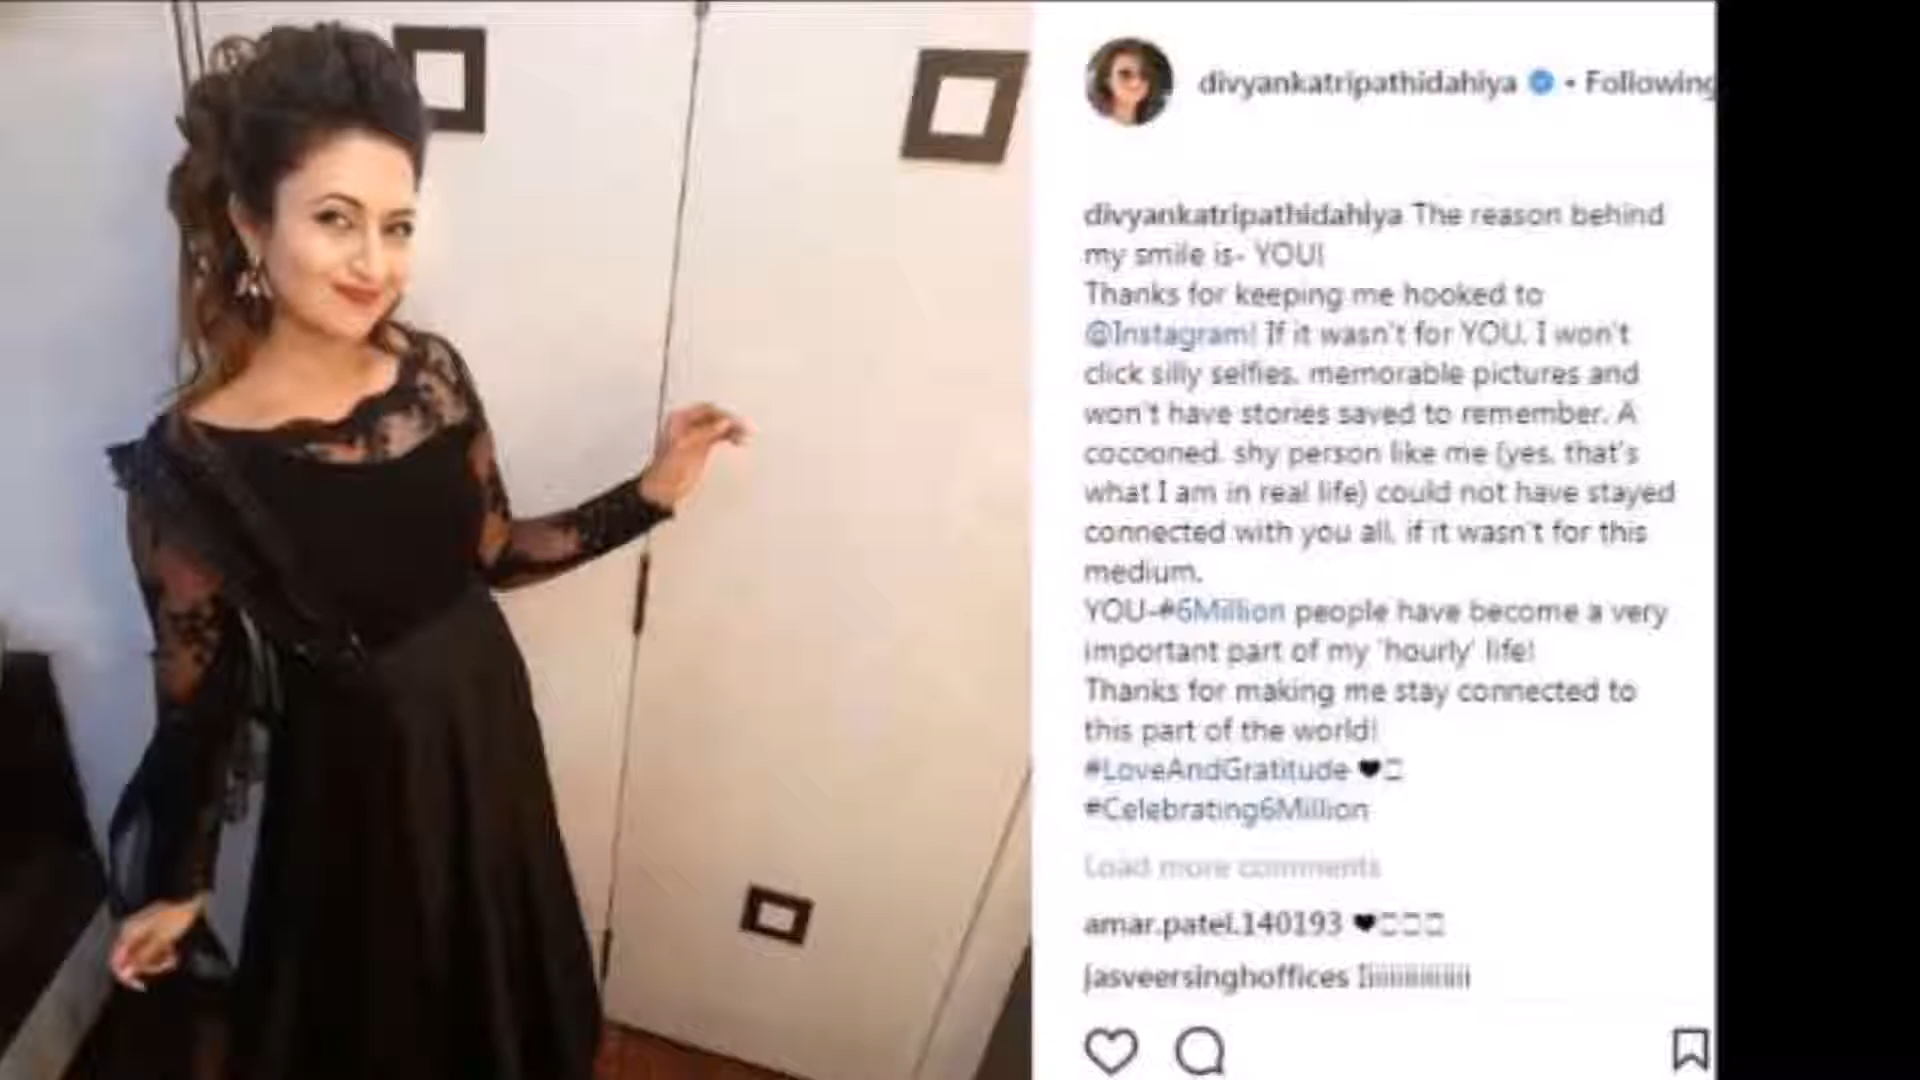 divyankatripathidahiya • Following
divyankatripathidahiya The reason behind
my smile is- YOU!
Thanks for keeping me hooked to
@Instagram! If it wasn't for YOU, I won't
click silly selfies, memorable pictures and
won't have stories saved to remember. A
cocooned, shy person like me (yes, that's
what I am in real life) could not have stayed
connected with you all, if it wasn't for this
medium.
YOU-#6Million people have become a very
important part of my 'hourly' life!
Thanks for making me stay connected to
this part of the world!
#LoveAndGratitude ❤
#Celebrating6Million
Load more comments
amar.patel.140193 ❤
jasveersinghoffices